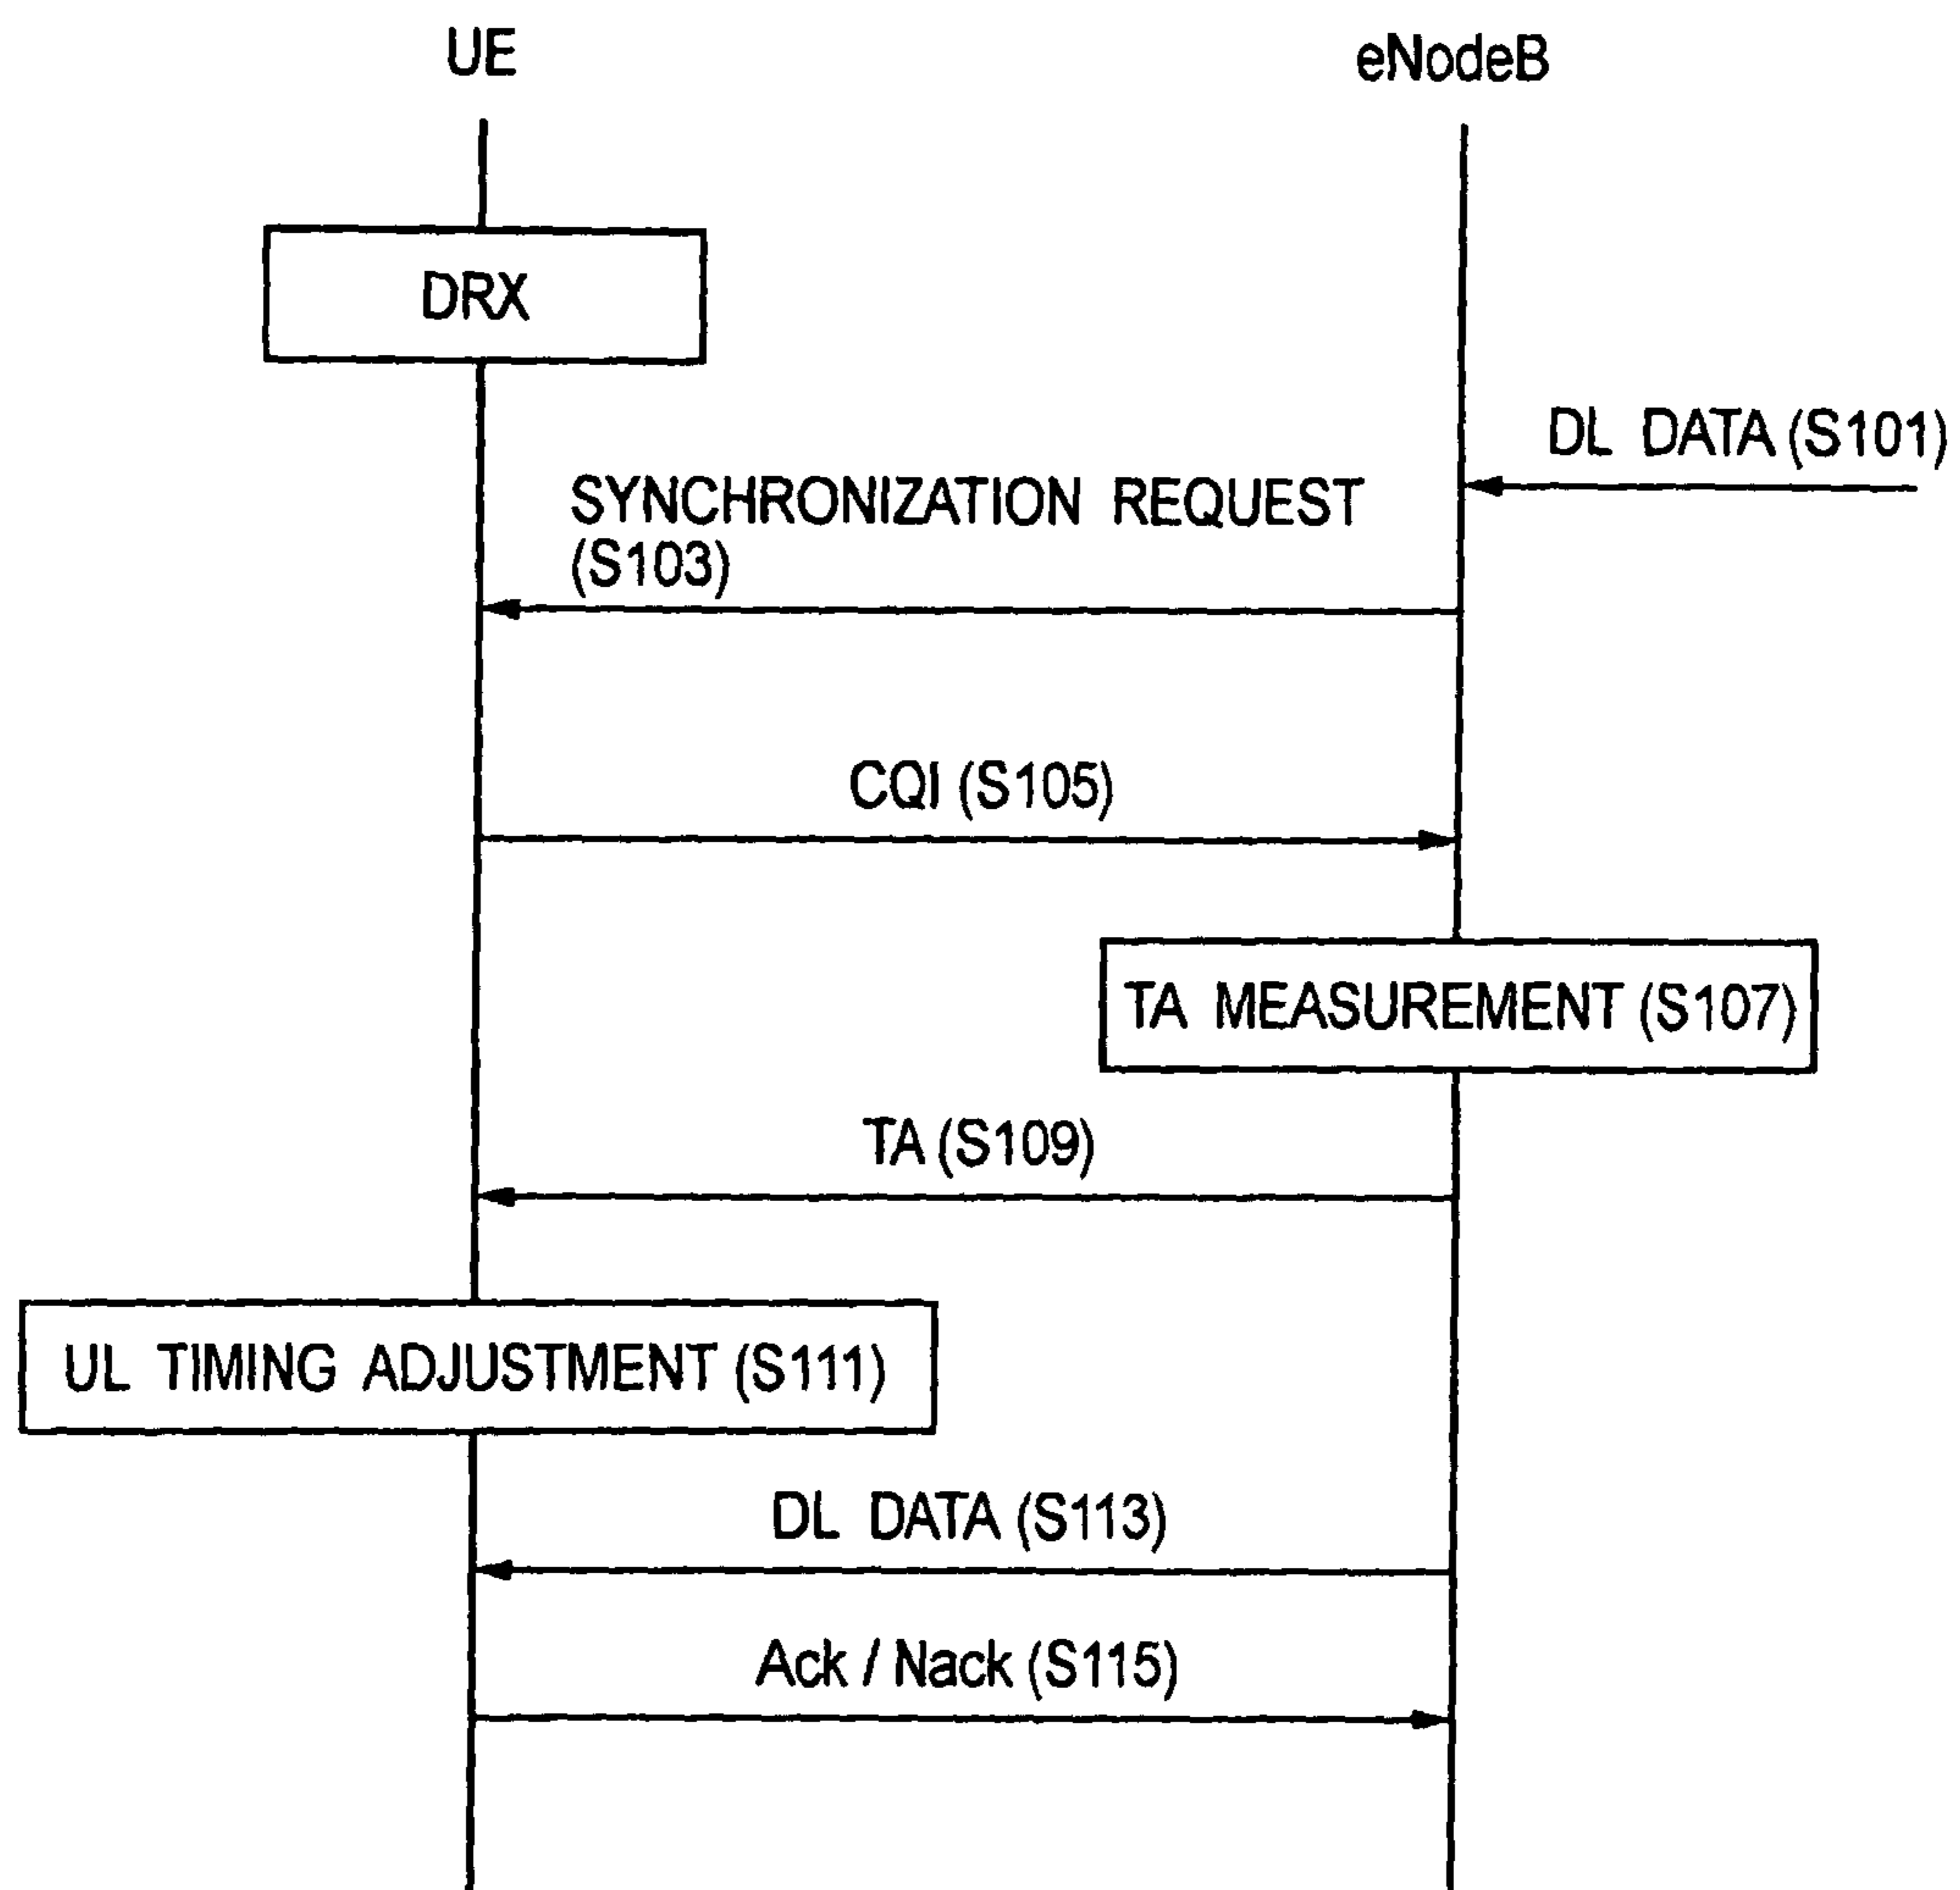 UE
eNodeB
DRX
DL DATA (S101)
SYNCHRONIZATION REQUEST
(S103)
CQI (S105)
TA MEASUREMENT (S107)
TA (S109)
UL TIMING ADJUSTMENT (S111)
DL DATA (S113)
Ack / Nack (S115)